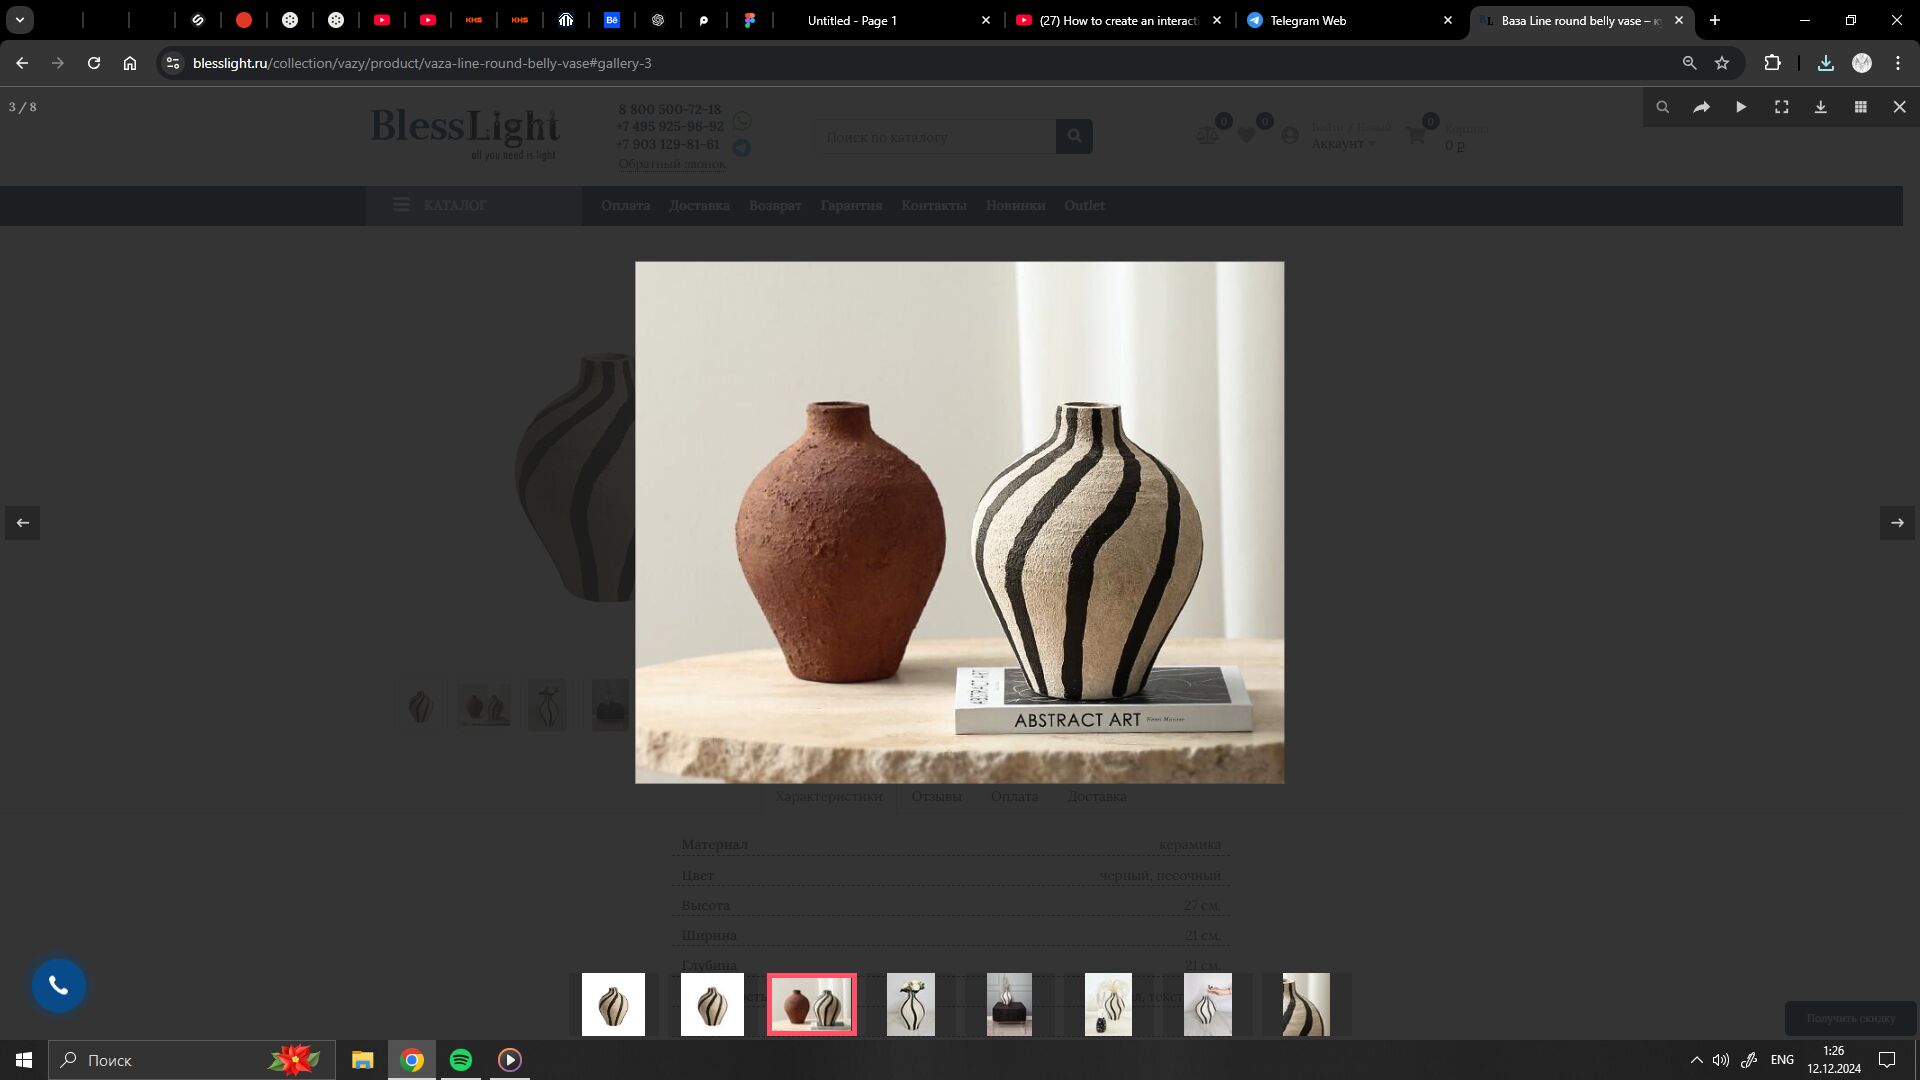 Untitled - Page 1
(27) How to create an interacti
Telegram Web
BL Ваза Line round belly vase – к
blesslight.ru/collection/vazy/product/vaza-line-round-belly-vase#gallery-3
3 / 8
BlessLight
all you need is light
8 800 500-72-18
+7 495 925-96-92
+7 903 129-81-61
Обратный звонок
Поиск по каталогу
0
0
Войти /
Аккаунт
0
Корзина
0 р
КАТАЛОГ
Оплата Доставка Возврат Гарантия Контакты Новинки Outlet
ABSTRACT ART
ABSTRACT ART
Характеристики Отзывы Оплата Доставка
Материал керамика
Цвет черный, песочный
Высота 27 см.
Ширина 21 см.
Глубина 21 см.
Получить скидку
Поиск
ENG
1:26
12.12.2024